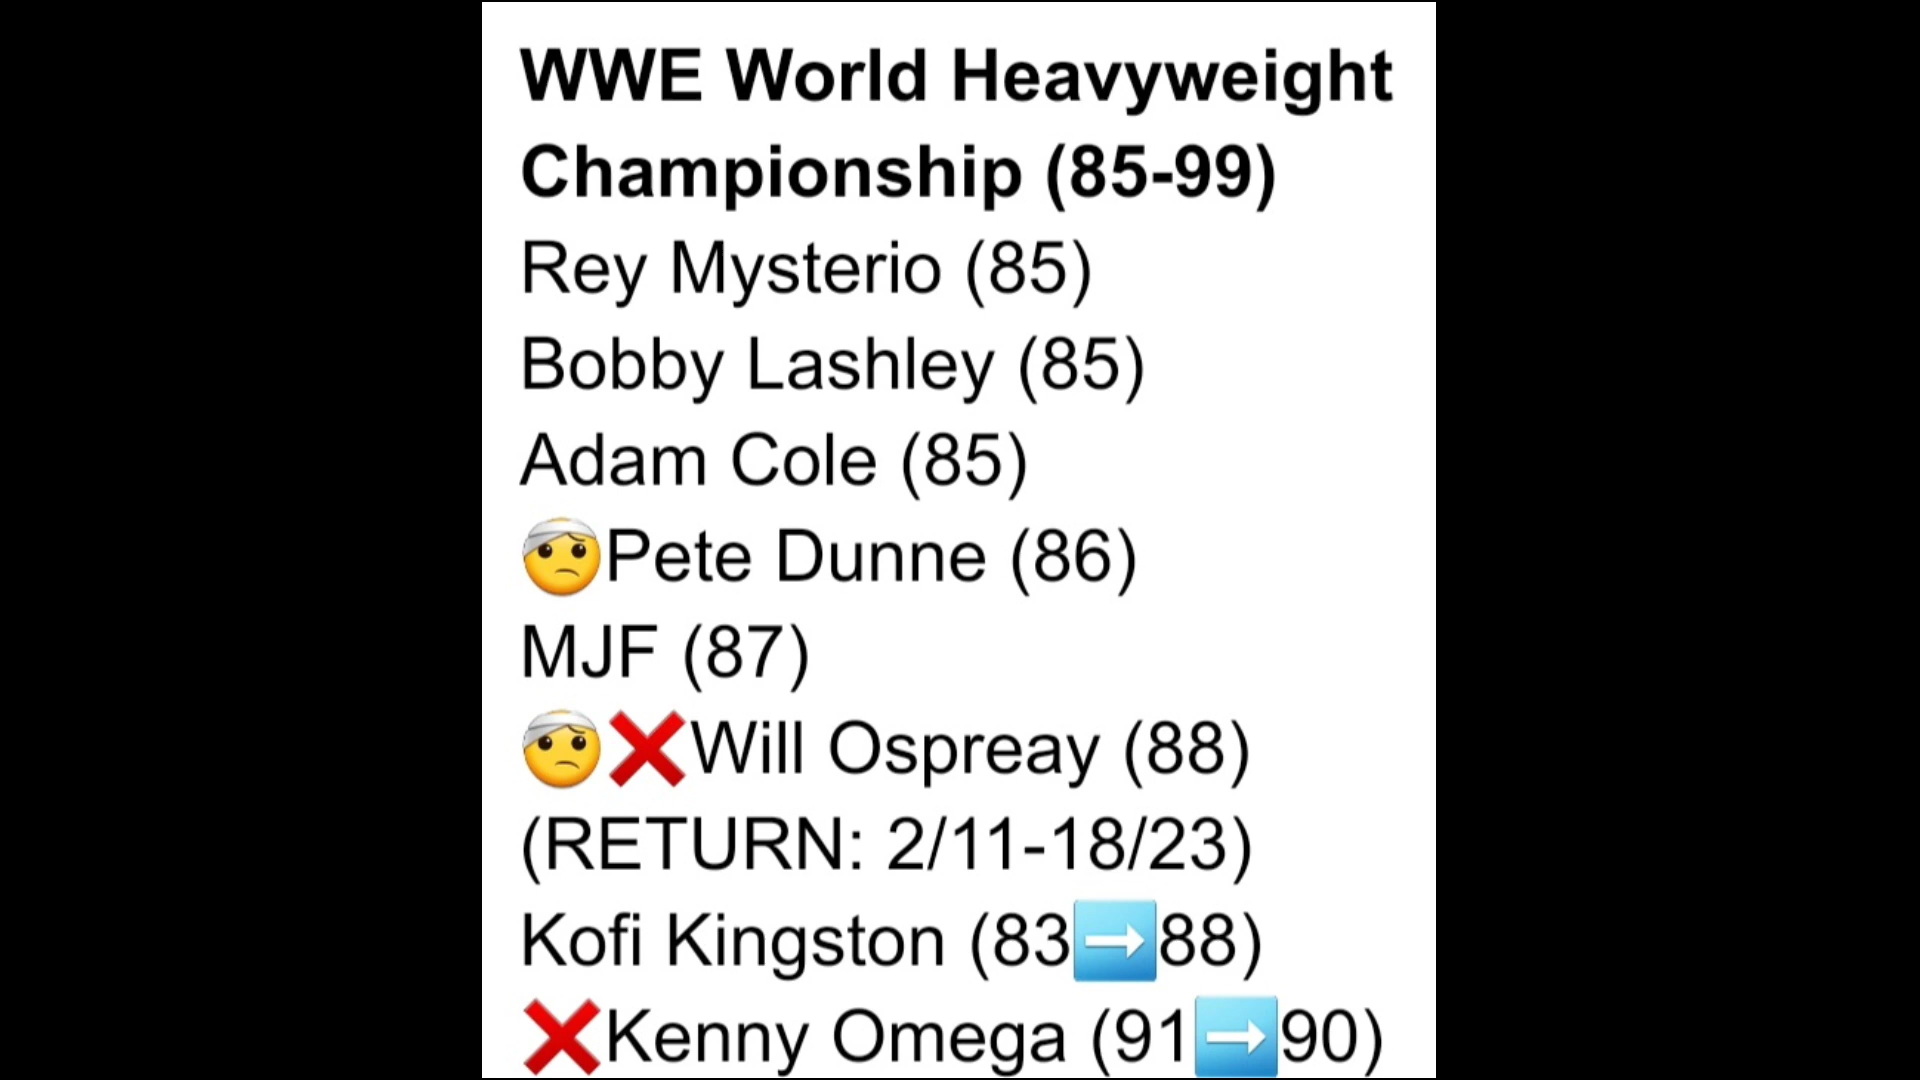 WWE World Heavyweight
Championship (85-99)
Rey Mysterio (85)
Bobby Lashley (85)
Adam Cole (85)
🤕Pete Dunne (86)
MJF (87)
🤕❌Will Ospreay (88)
(RETURN: 2/11-18/23)
Kofi Kingston (83➡️88)
❌Kenny Omega (91➡️90)